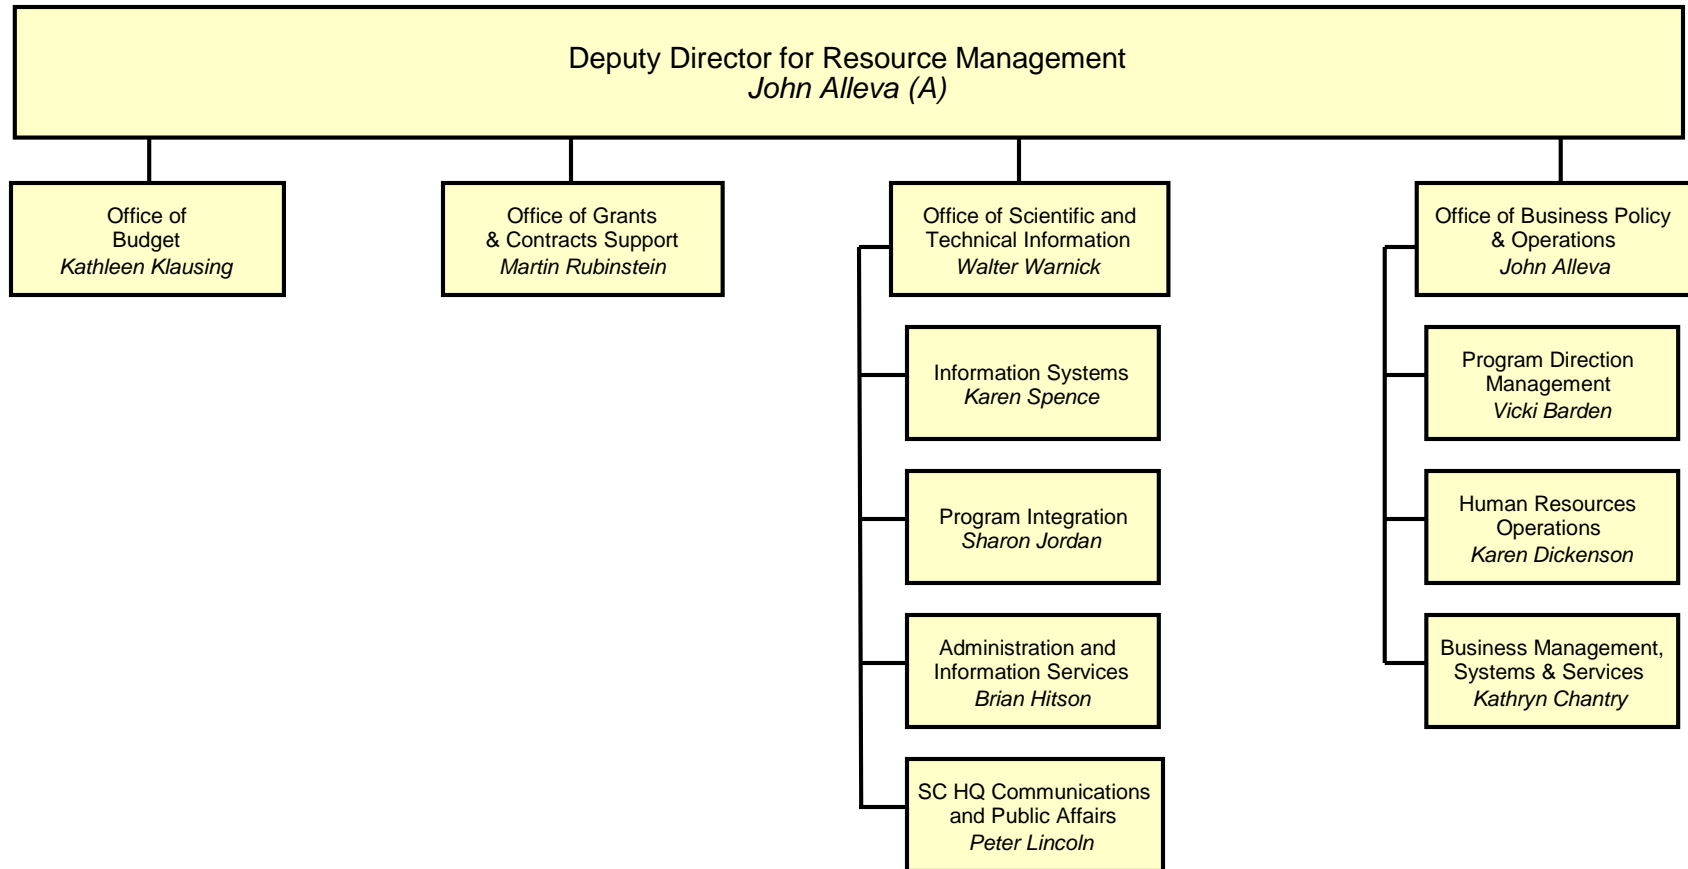 Deputy Director for Resource Management
John Alleva (A)
Office of
Budget
Kathleen Klausing
Office of Grants
& Contracts Support
Martin Rubinstein
Office of Scientific and
Technical Information
Walter Warnick
Information Systems
Karen Spence
Program Integration
Sharon Jordan
Administration and
Information Services
Brian Hitson
SC HQ Communications
and Public Affairs
Peter Lincoln
Office of Business Policy
& Operations
John Alleva
Program Direction
Management
Vicki Barden
Human Resources
Operations
Karen Dickenson
Business Management,
Systems & Services
Kathryn Chantry